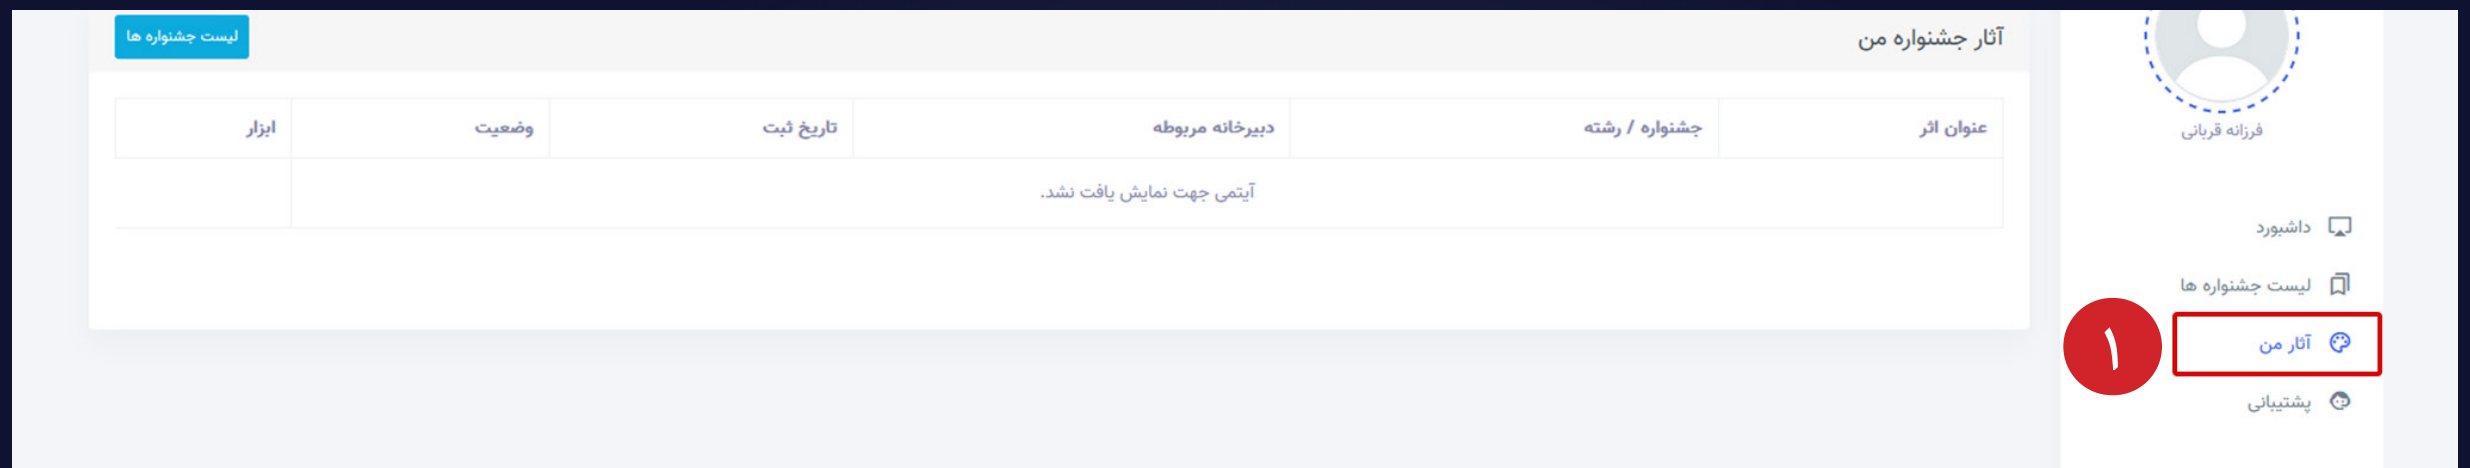 آثار جشنواره من
لیست جشنواره ها
عنوان اثر
جشنواره / رشته
دبیرخانه مربوطه
تاریخ ثبت
وضعیت
ابزار
آیتمی جهت نمایش یافت نشد.
فرزانه قربانی
داشبورد
لیست جشنواره ها
آثار من
۱
پشتیبانی